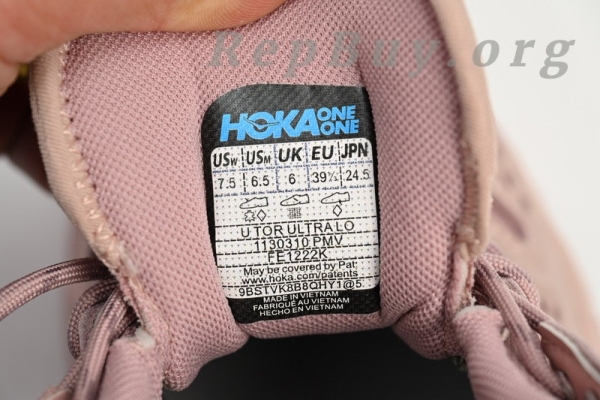 RepBuy.org
HOKA ONE ONE
USW USM UK EU JPN
7.5 6.5 6 39⅓ 24.5
U TOR ULTRA LO
1130310 PMV
FE1222K
May be covered by Pat:
www.hoka.com/patents
9BSTVK8B8QHY1@5
MADE IN VIETNAM
FABRIQUÉ AU VIETNAM
HECHO EN VIETNAM
RepBuy.org